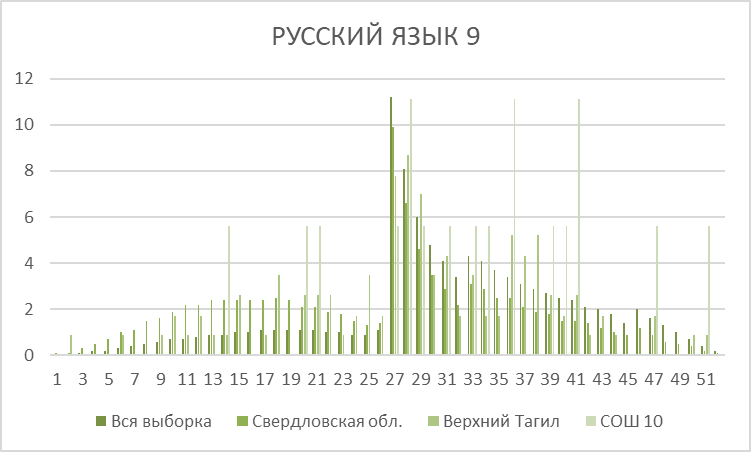 РУССКИЙ ЯЗЫК 9
12
10
8
6
4
2
0
1 3 5 7 9 11 13 15 17 19 21 23 25 27 29 31 33 35 37 39 41 43 45 47 49 51
Вся выборка Свердловская обл. Верхний Тагил СОШ 10